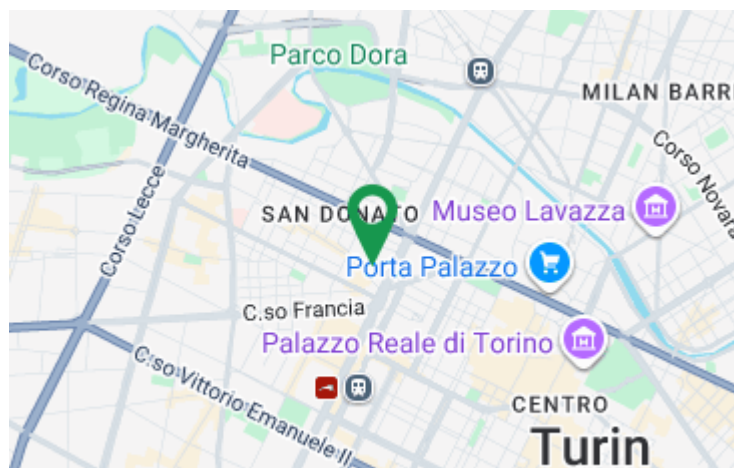 Parco Dora
Corso Regina Margherita
MILAN BARRI
Corso Novara
Corso Lecce
SAN DONATO
Museo Lavazza
Porta Palazzo
C.so Francia
Palazzo Reale di Torino
C.so Vittorio Emanuele II
CENTRO
Turin